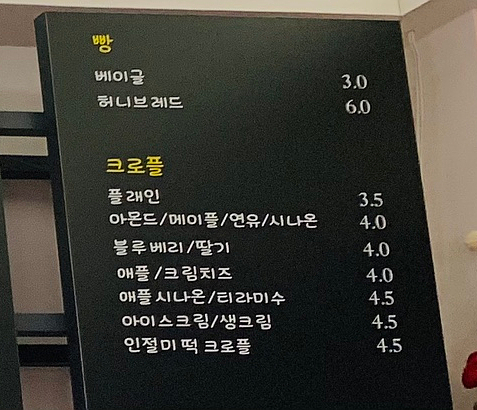 빵
베이글 3.0
허니브레드 6.0
크로플
플래인 3.5
아몬드/메이플/연유/시나온 4.0
블루베리/딸기 4.0
애플/크림치즈 4.0
애플시나온/티라미수 4.5
아이스크림/생크림 4.5
인절미 떡 크로플 4.5